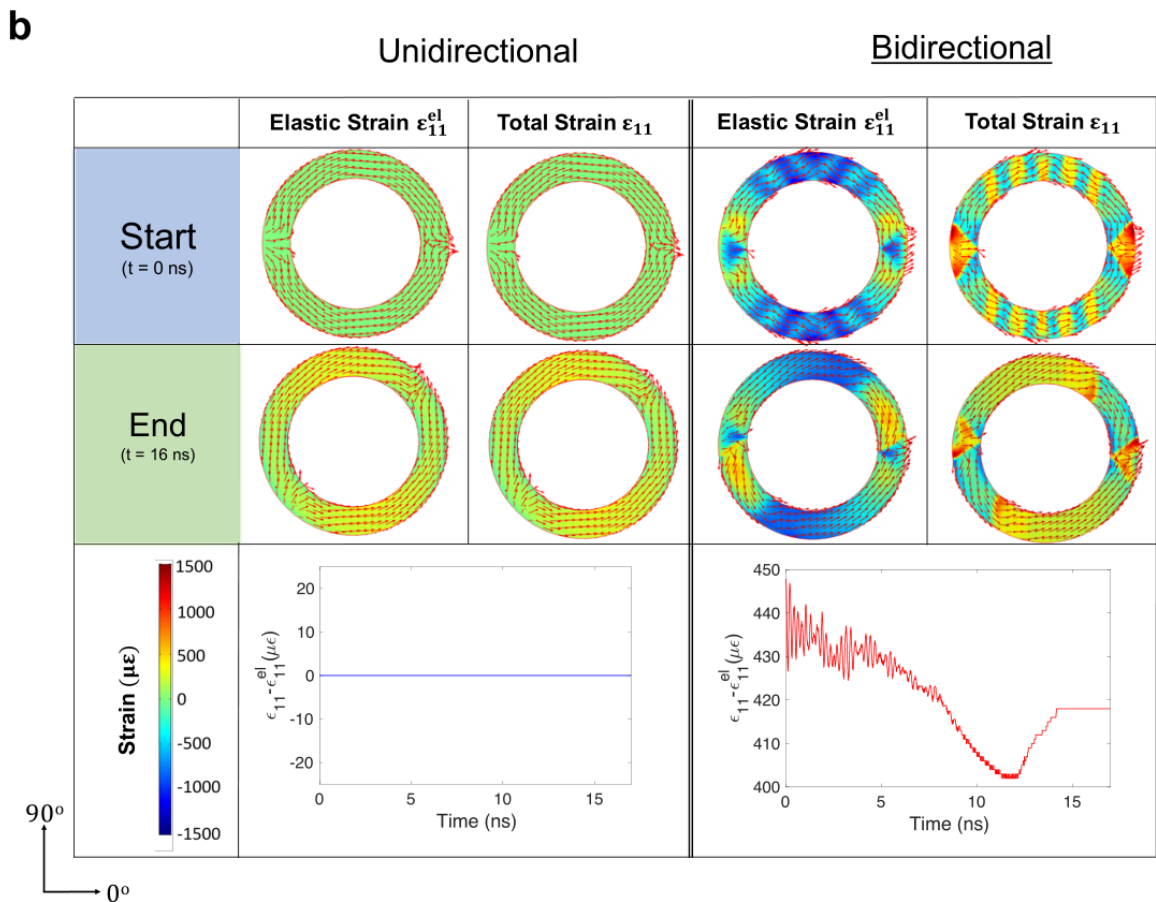 b
Unidirectional
Bidirectional
Elastic Strain ε₁₁ᵉˡ
Total Strain ε₁₁
Elastic Strain ε₁₁ᵉˡ
Total Strain ε₁₁
Start
(t = 0 ns)
End
(t = 16 ns)
Strain (με)
1500
1000
500
0
-500
-1000
-1500
90°
0°
ϵ₁₁-ϵ₁₁ᵉˡ(μϵ)
20
10
0
-10
-20
0
5
10
15
Time (ns)
ϵ₁₁-ϵ₁₁ᵉˡ(μϵ)
450
440
430
420
410
400
0
5
10
15
Time (ns)